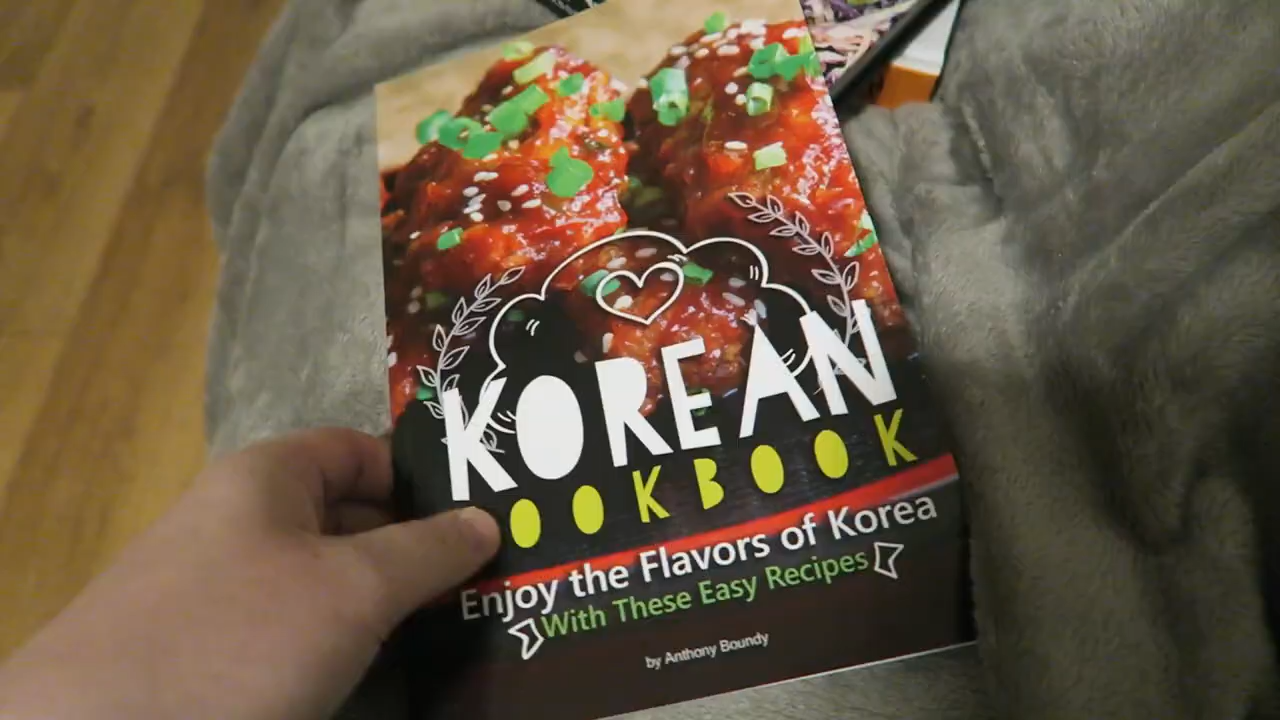 KOREAN
OOKBOOK
Enjoy the Flavors of Korea
With These Easy Recipes
by Anthony Boundy